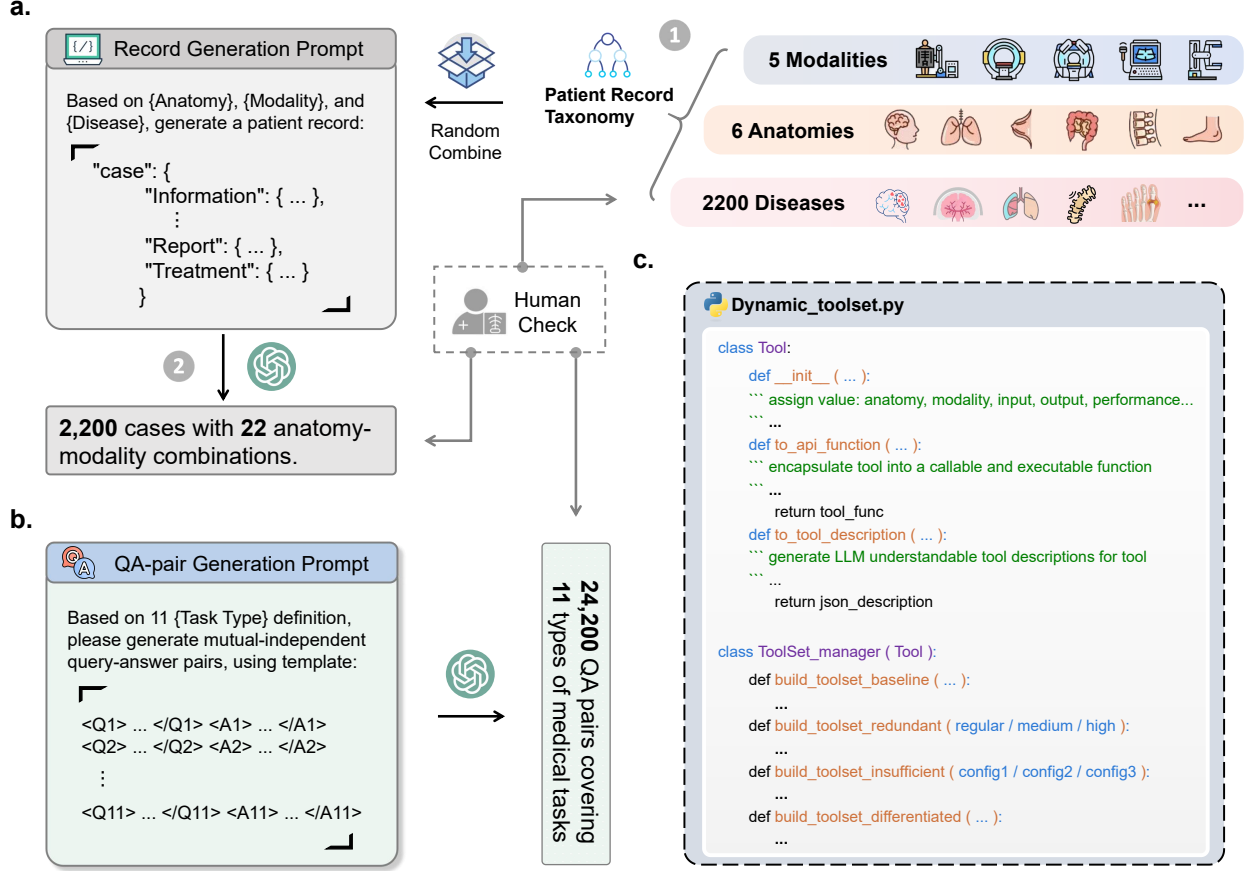 a.
{/} Record Generation Prompt
Based on {Anatomy}, {Modality}, and
{Disease}, generate a patient record:
"case": {
"Information": { ... },
⋮
"Report": { ... },
"Treatment": { ... }
}
Random
Combine
Patient Record
Taxonomy
1
5 Modalities
6 Anatomies
2200 Diseases
...
Human
Check
2
2,200 cases with 22 anatomy-
modality combinations.
b.
Q A QA-pair Generation Prompt
Based on 11 {Task Type} definition,
please generate mutual-independent
query-answer pairs, using template:
<Q1> ... </Q1> <A1> ... </A1>
<Q2> ... </Q2> <A2> ... </A2>
⋮
<Q11> ... </Q11> <A11> ... </A11>
24,200 QA pairs covering
11 types of medical tasks
c.
Dynamic_toolset.py
class Tool:
def __init__ ( ... ):
``` assign value: anatomy, modality, input, output, performance...
``` ...
def to_api_function ( ... ):
``` encapsulate tool into a callable and executable function
``` ...
return tool_func
def to_tool_description ( ... ):
``` generate LLM understandable tool descriptions for tool
``` ...
return json_description
class ToolSet_manager ( Tool ):
def build_toolset_baseline ( ... ):
...
def build_toolset_redundant ( regular / medium / high ):
...
def build_toolset_insufficient ( config1 / config2 / config3 ):
...
def build_toolset_differentiated ( ... ):
...